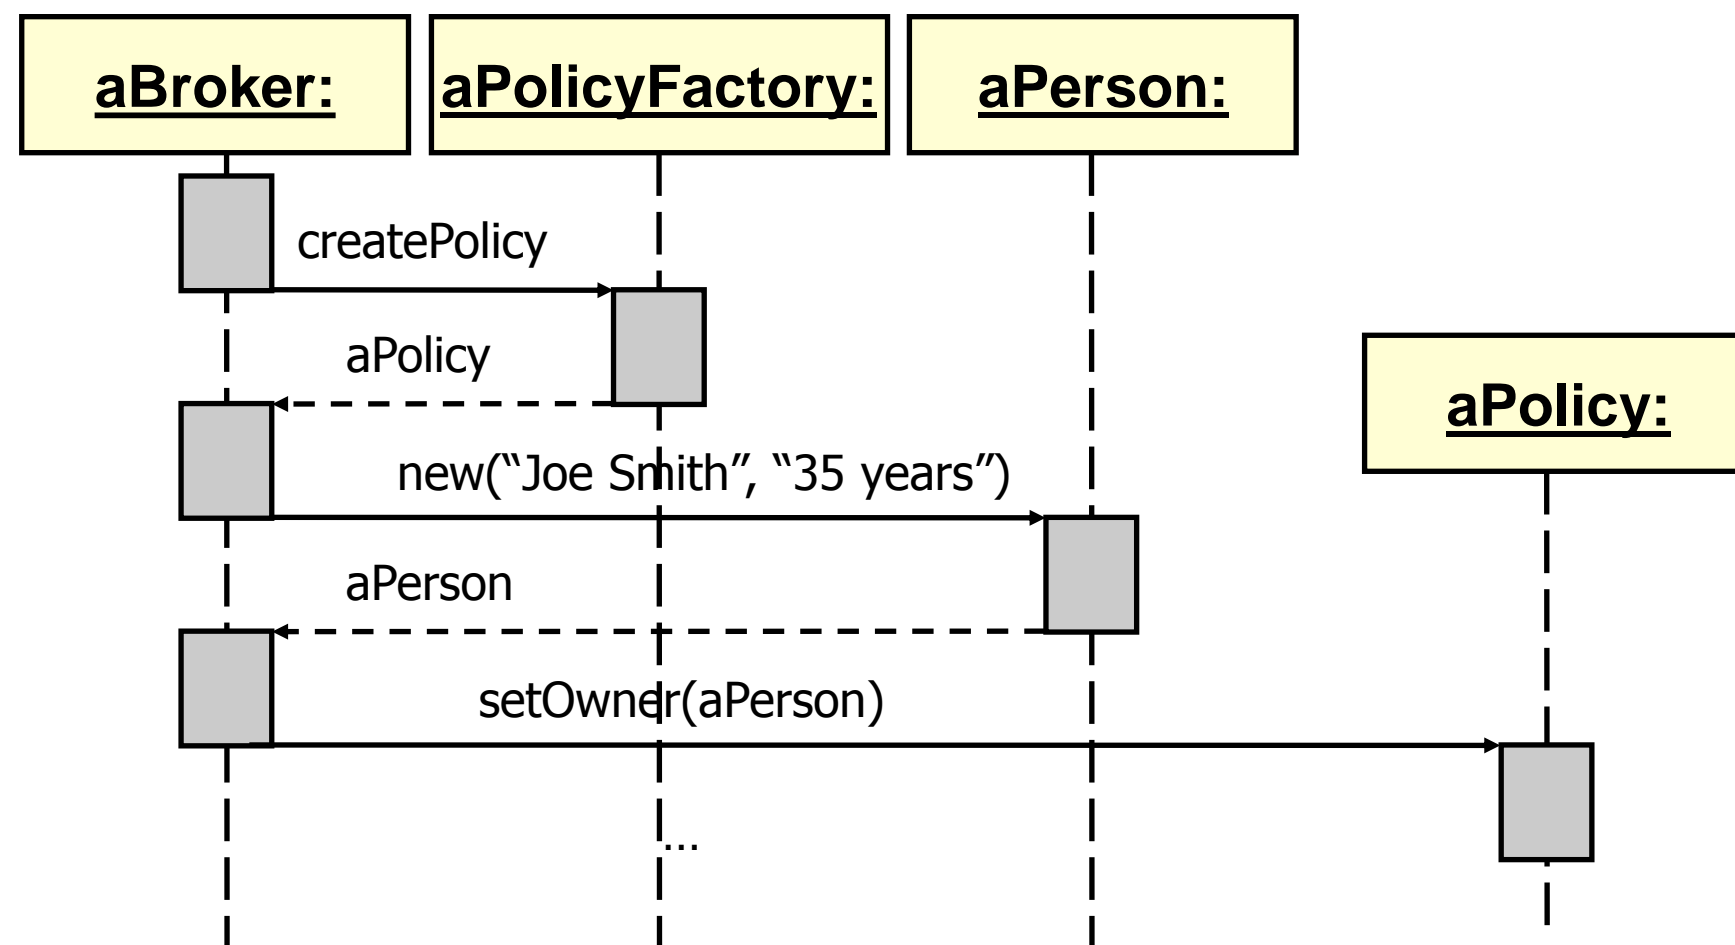 aBroker:
aPolicyFactory:
aPerson:
createPolicy
aPolicy
aPolicy:
new(“Joe Smith”, “35 years”)
aPerson
setOwner(aPerson)
...